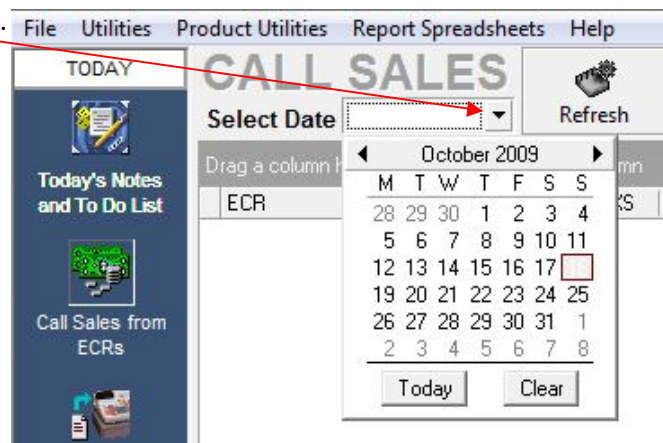 File Utilities Product Utilities Report Spreadsheets Help
TODAY
Today's Notes
and To Do List
Call Sales from
ECRs
CALL SALES
Select Date
Refresh
Drag a column
ECR
October 2009
M T W T F S S
28 29 30 1 2 3 4
5 6 7 8 9 10 11
12 13 14 15 16 17
19 20 21 22 23 24 25
26 27 28 29 30 31 1
2 3 4 5 6 7 8
Today Clear